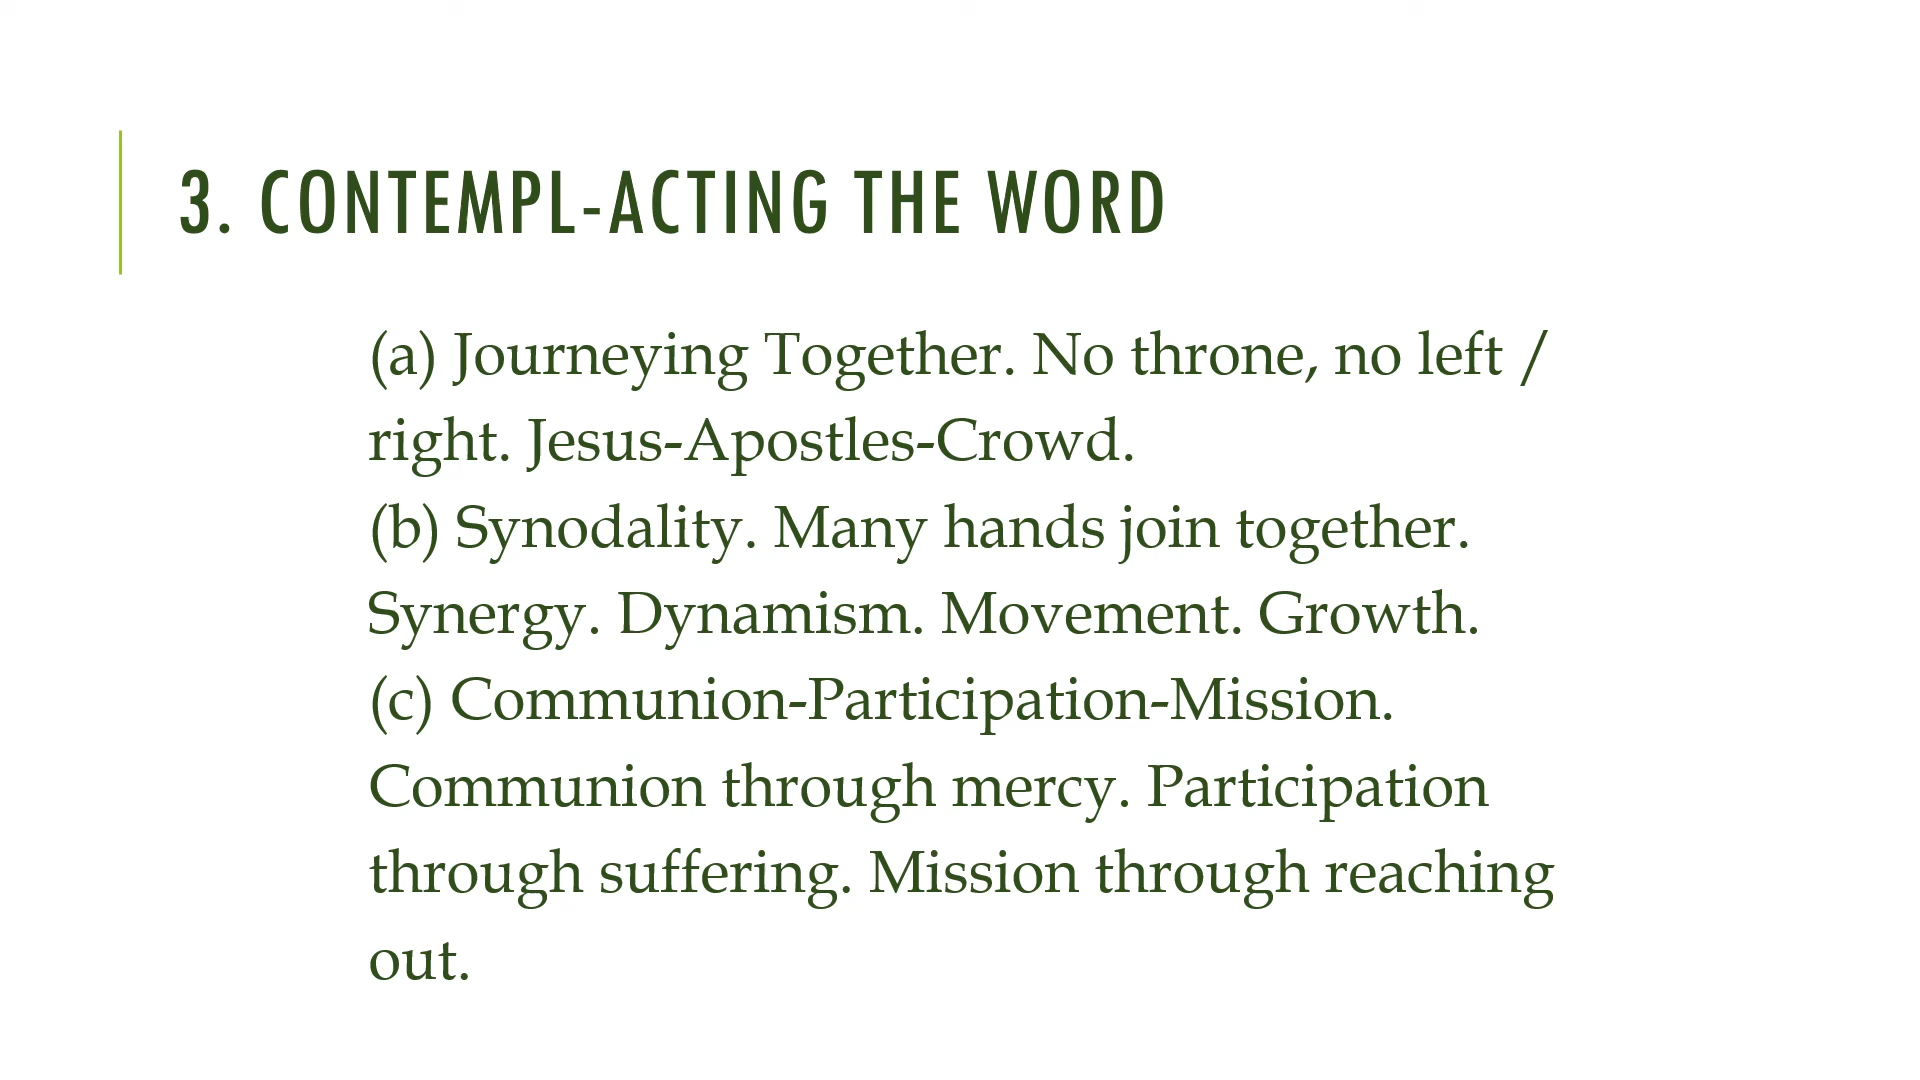 3. CONTEMPL-ACTING THE WORD
(a) Journeying Together. No throne, no left /
right. Jesus-Apostles-Crowd.
(b) Synodality. Many hands join together.
Synergy. Dynamism. Movement. Growth.
(c) Communion-Participation-Mission.
Communion through mercy. Participation
through suffering. Mission through reaching
out.